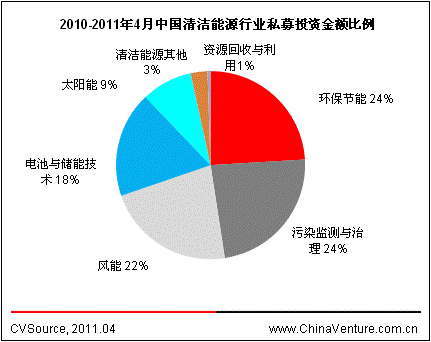 2010-2011年4月中国清洁能源行业私募投资金额比例
清洁能源其他
3%
资源回收与利
用1%
太阳能 9%
环保节能 24%
电池与储能技
术 18%
污染监测与治
理 24%
风能 22%
CVSource, 2011.04
www.ChinaVenture.com.cn